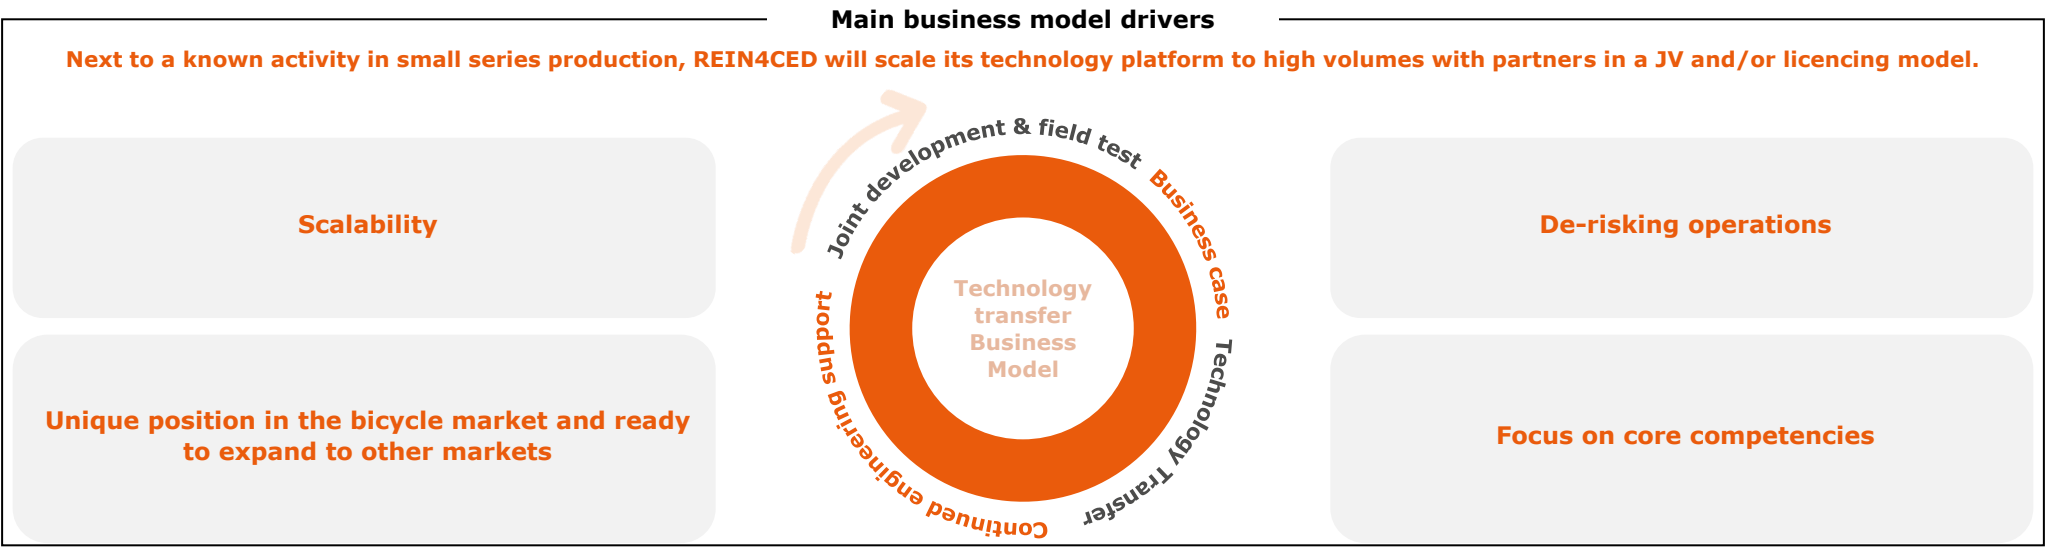 Main business model drivers
Next to a known activity in small series production, REIN4CED will scale its technology platform to high volumes with partners in a JV and/or licencing model.
Scalability
Unique position in the bicycle market and ready
to expand to other markets
Joint development & field test
Business case
Technology Transfer
Continued engineering support
Technology
transfer
Business
Model
De-risking operations
Focus on core competencies